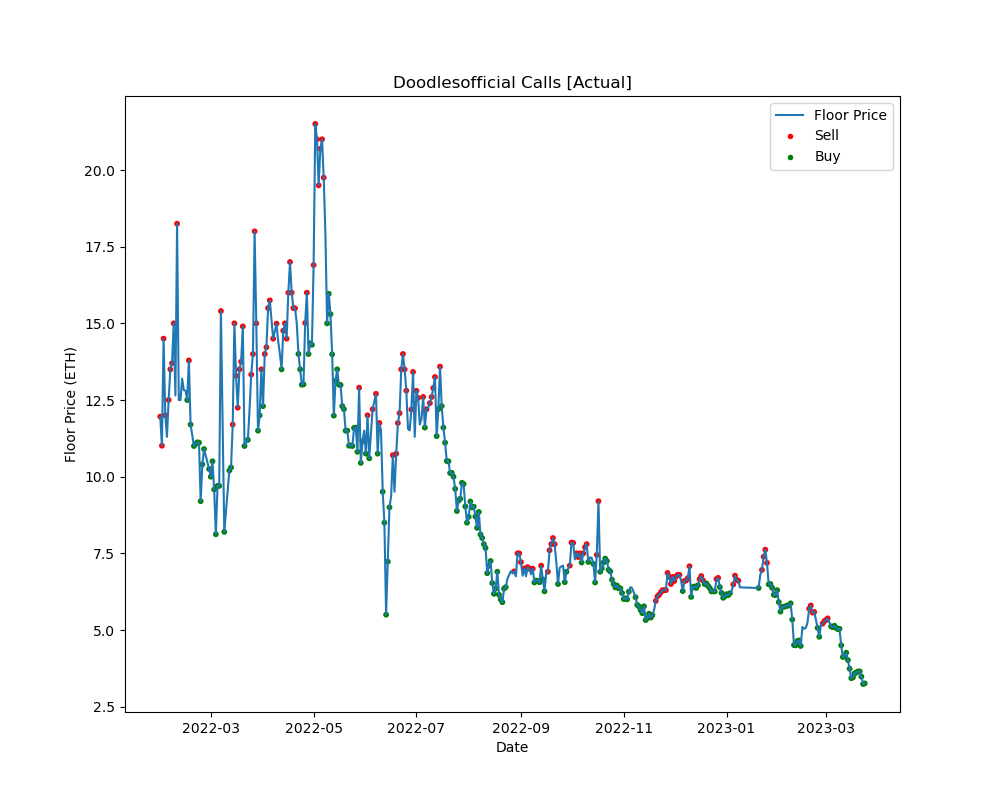 Doodlesofficial Calls [Actual]
Floor Price
Sell
Buy
Floor Price (ETH)
20.0
17.5
15.0
12.5
10.0
7.5
5.0
2.5
2022-03 2022-05 2022-07 2022-09 2022-11 2023-01 2023-03
Date